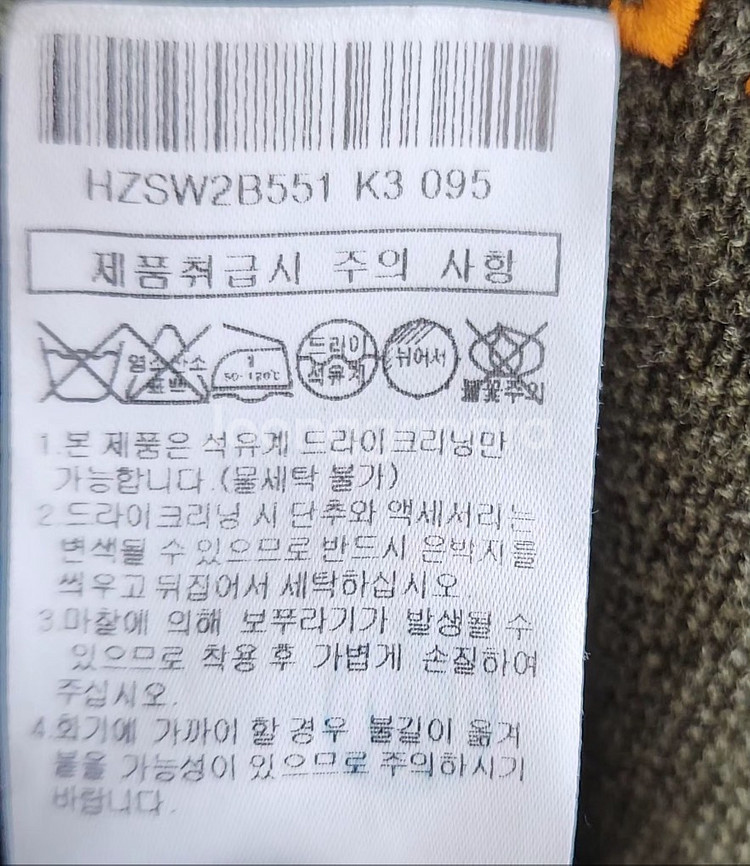 HZSW2B551 K3 095
제품취급시 주의 사항
염소산소
표백
1
80-120℃
드라이
석유계
뉘어서
불꽃주의
1.본 제품은 석유계 드라이크리닝만
가능합니다.(물세탁 불가)
2.드라이크리닝 시 단추와 액세서리는
변색될 수 있으므로 반드시 은박지를
씌우고 뒤집어서 세탁하십시오.
3.마찰에 의해 보푸라기가 발생될 수
있으므로 착용 후 가볍게 손질하여
주십시오.
4.화기에 가까이 할 경우 불길이 옮겨
붙을 가능성이 있으므로 주의하시기
바랍니다.